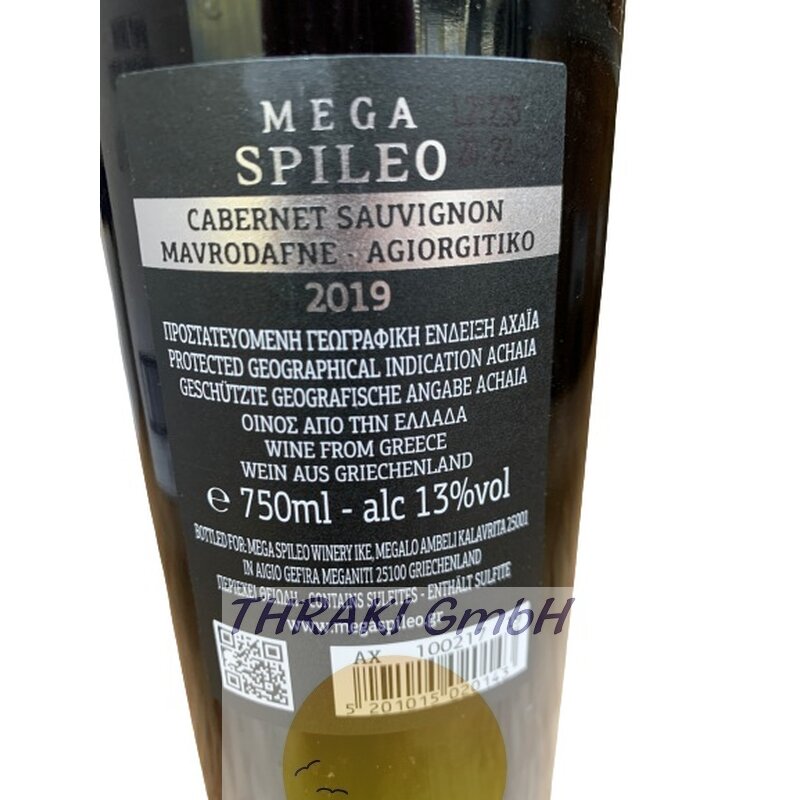 MEGA
SPILEO
CABERNET SAUVIGNON
MAVRODAFNE - AGIORGITIKO
2019
ΠΡΟΣΤΑΤΕΥΟΜΕΝΗ ΓΕΩΓΡΑΦΙΚΗ ΕΝΔΕΙΞΗ ΑΧΑΪΑ
PROTECTED GEOGRAPHICAL INDICATION ACHAIA
GESCHÜTZTE GEOGRAFISCHE ANGABE ACHAIA
ΟΙΝΟΣ ΑΠΟ ΤΗΝ ΕΛΛΑΔΑ
WINE FROM GREECE
WEIN AUS GRIECHENLAND
℮ 750ml - alc 13%vol
BOTTLED FOR: MEGA SPILEO WINERY IKE, MEGALO AMBELI KALAVRITA 25001
IN AIGIO GEFIRA MEGANITI 25100 GRIECHENLAND
ΠΕΡΙΕΧΕΙ ΘΕΙΩΔΗ - CONTAINS SULFITES - ENTHÄLT SULFITE
THRAKI GmbH
www.megaspileo.gr
AX
5 201015 020143